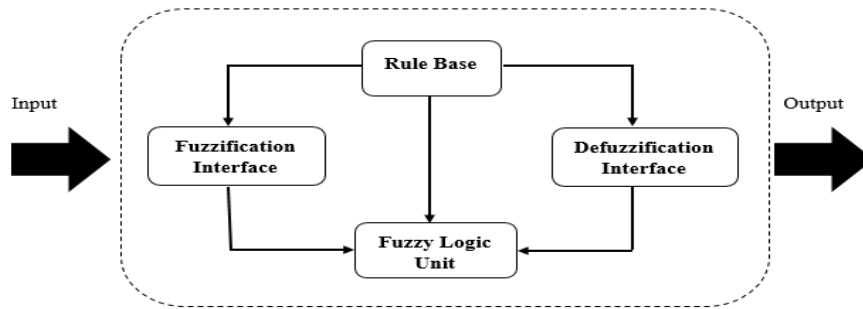 Rule Base
Input
Output
Fuzzification
Interface
Defuzzification
Interface
Fuzzy Logic
Unit